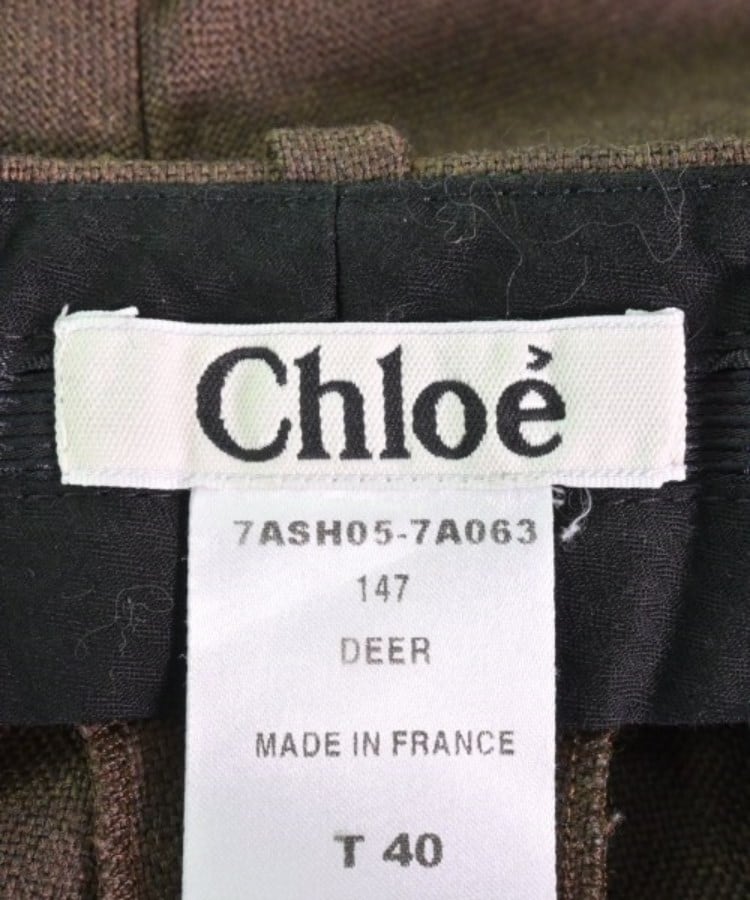 Chloé
7ASH05-7A063
147
DEER
MADE IN FRANCE
T 40